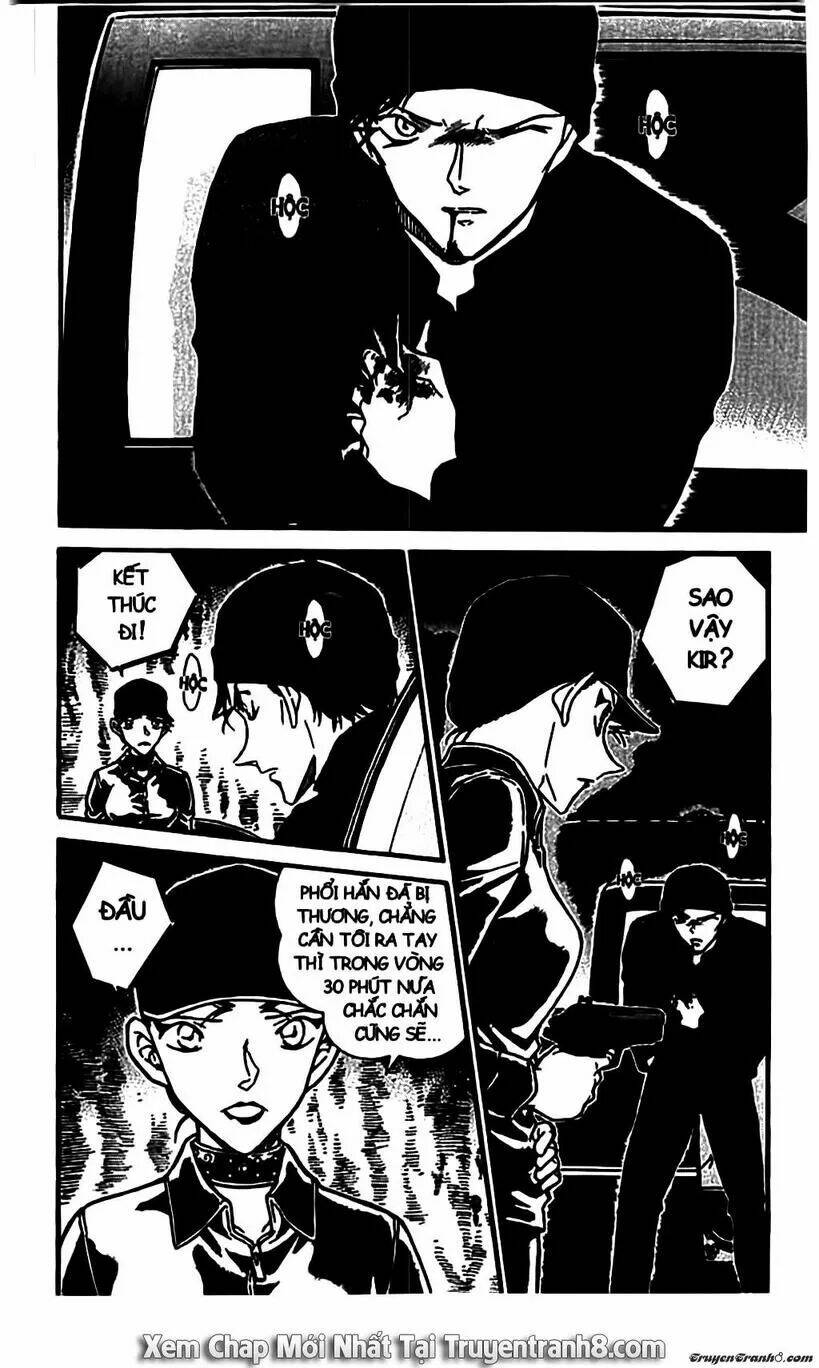 HỘC
HỘC
SAO
VẬY
KIR?
HỘC
HỘC
KẾT
THÚC
ĐI!
HỘC
HỘC
PHỔI HẮN ĐÃ BỊ
THƯƠNG, CHẲNG
CẦN TÔI RA TAY
THÌ TRONG VÒNG
30 PHÚT NƯA
CHẮC CHẮN
CŨNG SẼ...
ĐẦU
...
Xem Chap Mới Nhất Tại Truyentranh8.com
TruyenTranh8.com